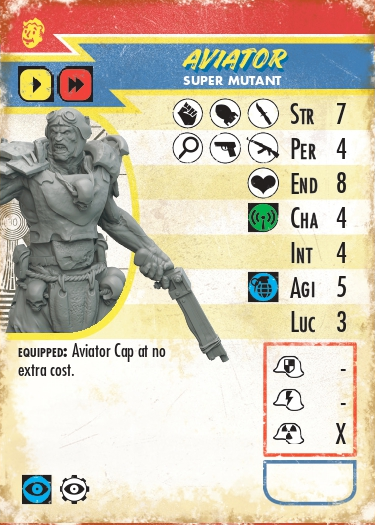 AVIATOR
SUPER MUTANT
STR 7
PER 4
END 8
CHA 4
INT 4
AGI 5
LUC 3
EQUIPPED: Aviator Cap at no
extra cost.
-
-
X